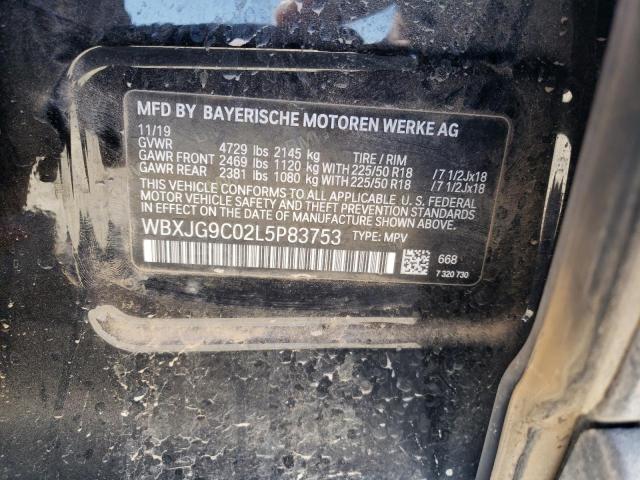 MFD BY BAYERISCHE MOTOREN WERKE AG
11/19
GVWR 4729 lbs 2145 kg TIRE / RIM
GAWR FRONT 2469 lbs 1120 kg WITH 225/50 R18 /7 1/2Jx18
GAWR REAR 2381 lbs 1080 kg WITH 225/50 R18 /7 1/2Jx18
THIS VEHICLE CONFORMS TO ALL APPLICABLE U.S. FEDERAL
MOTOR VEHICLE SAFETY AND THEFT PREVENTION STANDARDS
IN EFFECT ON THE DATE OF MANUFACTURE SHOWN ABOVE.
WBXJG9C02L5P83753 TYPE: MPV
668
7 320 730